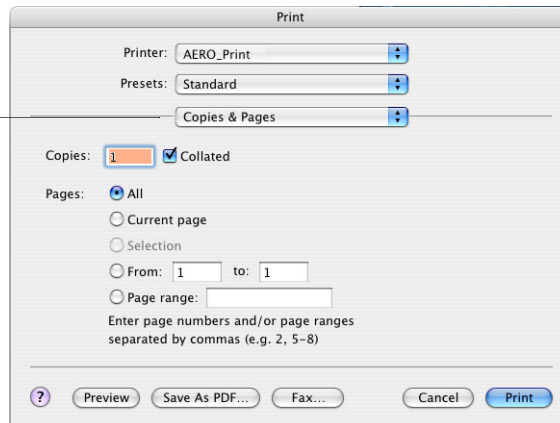 Print
Printer: AERO_Print
Presets: Standard
Copies & Pages
Copies: 1 Collated
Pages: All
Current page
Selection
From: 1 to: 1
Page range:
Enter page numbers and/or page ranges
separated by commas (e.g. 2, 5-8)
? Preview Save As PDF... Fax... Cancel Print